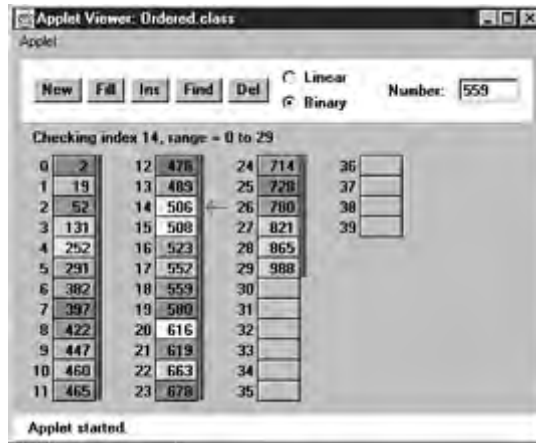 Applet Viewer: Ordered.class
Applet
New Fill Ins Find Del Linear Binary Number: 559
Checking index 14, range = 0 to 29
0 2 12 476 24 714 36
1 19 13 489 25 728 37
2 52 14 506 26 780 38
3 131 15 508 27 821 39
4 252 16 523 28 865
5 291 17 552 29 988
6 382 18 559 30
7 397 19 580 31
8 422 20 616 32
9 447 21 619 33
10 460 22 663 34
11 465 23 678 35
Applet started.